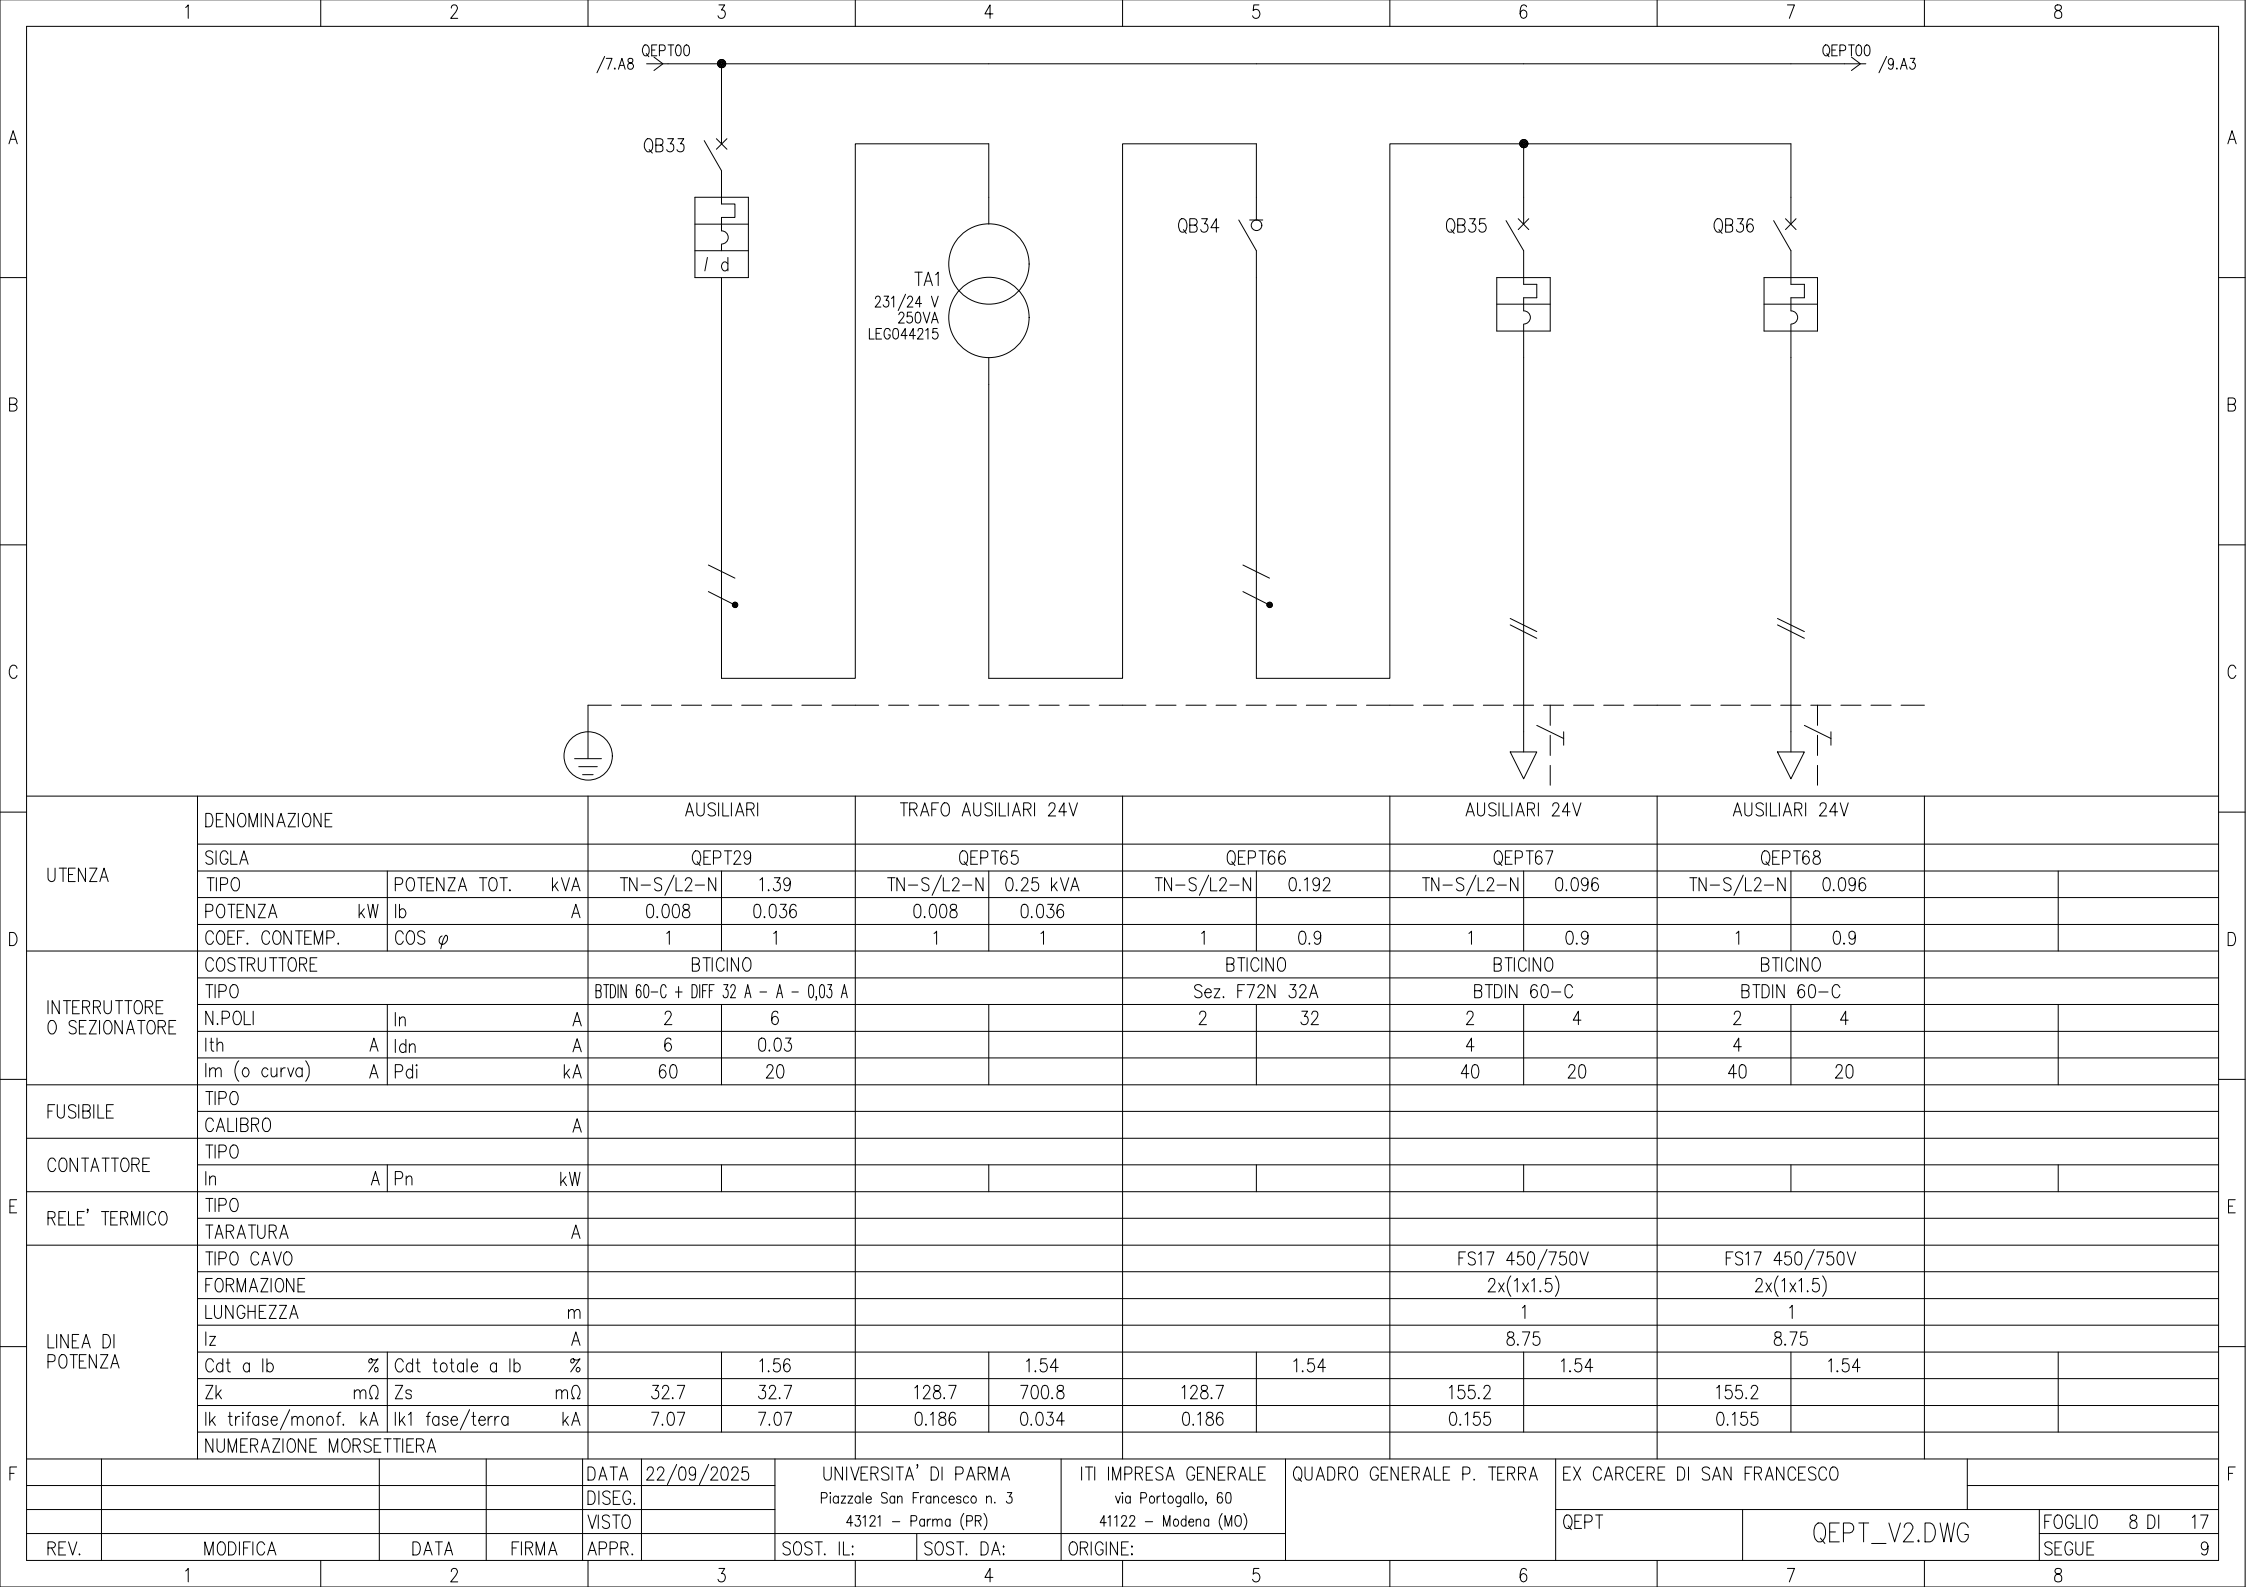 1 2 3 4 5 6 7 8
QEPT00 QEPT00
/7.A8 /9.A3
A A
QB33
QB34 QB35 QB36
/ d
TA1
231/24 V
250VA
LEG044215
B B
C C
DENOMINAZIONE AUSILIARI TRAFO AUSILIARI 24V AUSILIARI 24V AUSILIARI 24V
UTENZA
SIGLA QEPT29 QEPT65 QEPT66 QEPT67 QEPT68
TIPO POTENZA TOT. kVA TN-S/L2-N 1.39 TN-S/L2-N 0.25 kVA TN-S/L2-N 0.192 TN-S/L2-N 0.096 TN-S/L2-N 0.096
POTENZA kW Ib A 0.008 0.036 0.008 0.036
D COEF. CONTEMP. COS φ 1 1 1 1 1 0.9 1 0.9 1 0.9 D
INTERRUTTORE
O SEZIONATORE
COSTRUTTORE BTICINO BTICINO BTICINO BTICINO
TIPO BTDIN 60-C + DIFF 32 A - A - 0,03 A Sez. F72N 32A BTDIN 60-C BTDIN 60-C
N.POLI In A 2 6 2 32 2 4 2 4
Ith A Idn A 6 0.03 4 4
Im (o curva) A Pdi kA 60 20 40 20 40 20
FUSIBILE
TIPO
CALIBRO A
CONTATTORE
TIPO
In A Pn kW
E E
RELE' TERMICO
TIPO
TARATURA A
LINEA DI
POTENZA
TIPO CAVO FS17 450/750V FS17 450/750V
FORMAZIONE 2x(1x1.5) 2x(1x1.5)
LUNGHEZZA m 1 1
Iz A 8.75 8.75
Cdt a Ib % Cdt totale a Ib % 1.56 1.54 1.54 1.54 1.54
Zk mΩ Zs mΩ 32.7 32.7 128.7 700.8 128.7 155.2 155.2
Ik trifase/monof. kA Ik1 fase/terra kA 7.07 7.07 0.186 0.034 0.186 0.155 0.155
NUMERAZIONE MORSETTIERA
F F
DATA 22/09/2025 UNIVERSITA' DI PARMA ITI IMPRESA GENERALE QUADRO GENERALE P. TERRA EX CARCERE DI SAN FRANCESCO
DISEG. Piazzale San Francesco n. 3 via Portogallo, 60
VISTO 43121 - Parma (PR) 41122 - Modena (MO) QEPT QEPT_V2.DWG FOGLIO 8 DI 17
REV. MODIFICA DATA FIRMA APPR. SOST. IL: SOST. DA: ORIGINE: SEGUE 9
1 2 3 4 5 6 7 8